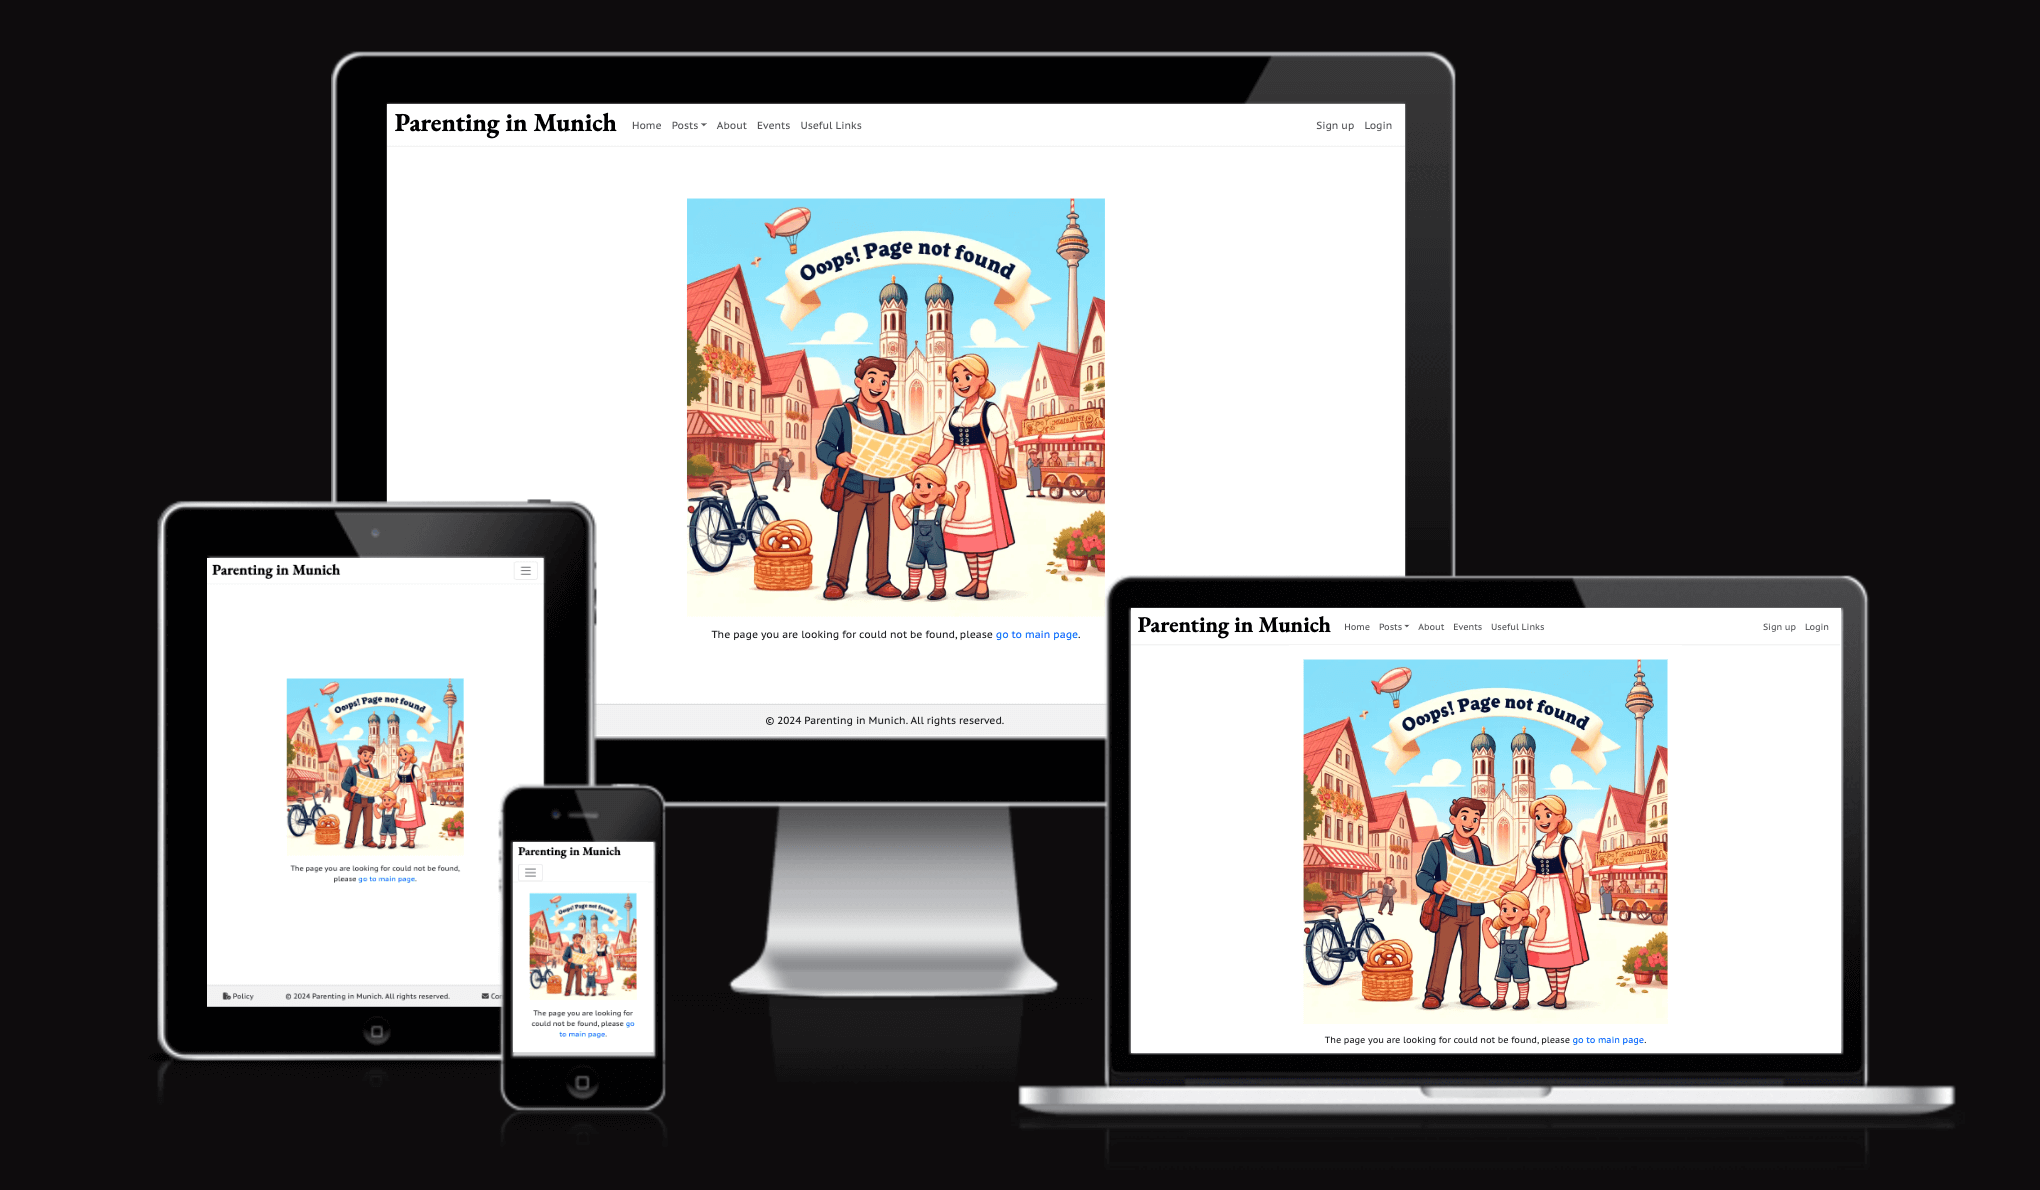 Parenting in Munich Home Posts About Events Useful Links Sign up Login
Oops! Page not found
The page you are looking for could not be found, please go to main page.
© 2024 Parenting in Munich. All rights reserved.
Parenting in Munich
Oops! Page not found
The page you are looking for could not be found,
please go to main page.
Policy © 2024 Parenting in Munich. All rights reserved.
Parenting in Munich
Oops! Page not found
The page you are looking for
could not be found, please go
to main page.
Parenting in Munich Home Posts About Events Useful Links Sign up Login
Oops! Page not found
The page you are looking for could not be found, please go to main page.